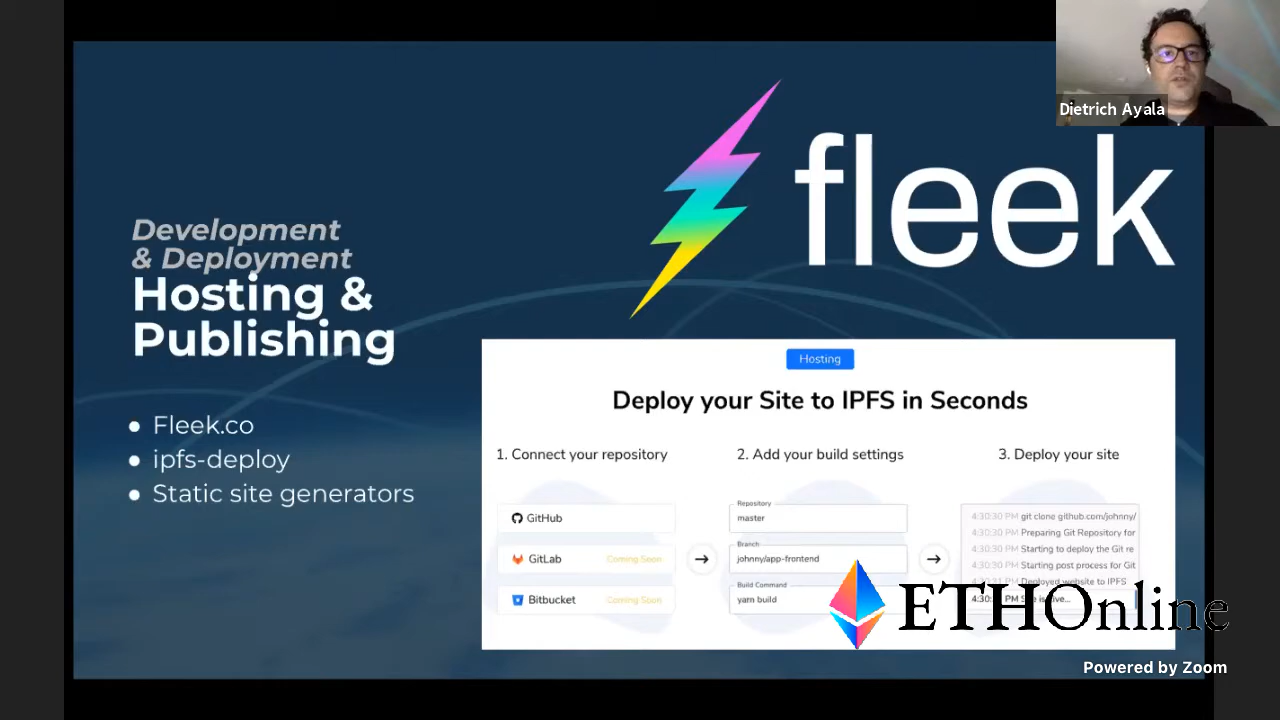 Dietrich Ayala
fleek
Development
& Deployment
Hosting &
Publishing
● Fleek.co
● ipfs-deploy
● Static site generators
Hosting
Deploy your Site to IPFS in Seconds
1. Connect your repository
GitHub
GitLab Coming Soon
Bitbucket Coming Soon
2. Add your build settings
Repository
master
Branch
johnny/app-frontend
Build Command
yarn build
3. Deploy your site
4:30:30 PM git clone github.com/johnny/
4:30:30 PM Preparing Git Repository for
4:30:30 PM Starting to deploy the Git re
4:30:30 PM Starting post process for Git
PM Deployed website to IPFS
PM
ETHOnline
Powered by Zoom